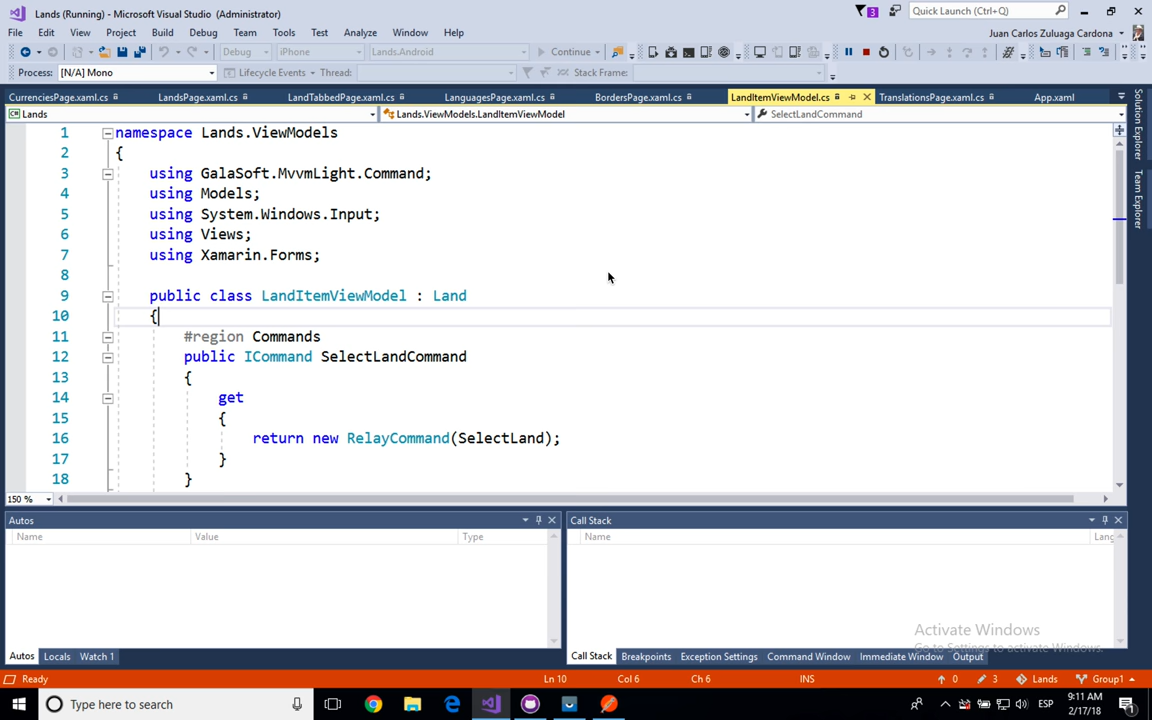 Lands (Running) - Microsoft Visual Studio (Administrator)
3
Quick Launch (Ctrl+Q)
File Edit View Project Build Debug Team Tools Test Analyze Window Help
Juan Carlos Zuluaga Cardona
Debug iPhone Lands.Android Continue
Process: [N/A] Mono Lifecycle Events Thread: Stack Frame:
CurrenciesPage.xaml.cs LandsPage.xaml.cs LandTabbedPage.xaml.cs LanguagesPage.xaml.cs BordersPage.xaml.cs LandItemViewModel.cs TranslationsPage.xaml.cs App.xaml
Lands Lands.ViewModels.LandItemViewModel SelectLandCommand
1 namespace Lands.ViewModels
2 {
3 using GalaSoft.MvvmLight.Command;
4 using Models;
5 using System.Windows.Input;
6 using Views;
7 using Xamarin.Forms;
8
9 public class LandItemViewModel : Land
10 {
11 #region Commands
12 public ICommand SelectLandCommand
13 {
14 get
15 {
16 return new RelayCommand(SelectLand);
17 }
18 }
Solution Explorer
Team Explorer
150 %
Autos Call Stack
Name Value Type Name Lang
Activate Windows
Go to Settings to activate Windows.
Autos Locals Watch 1 Call Stack Breakpoints Exception Settings Command Window Immediate Window Output
Ready Ln 10 Col 6 Ch 6 INS 0 3 Lands Group1
Type here to search
ESP
9:11 AM
2/17/18
1